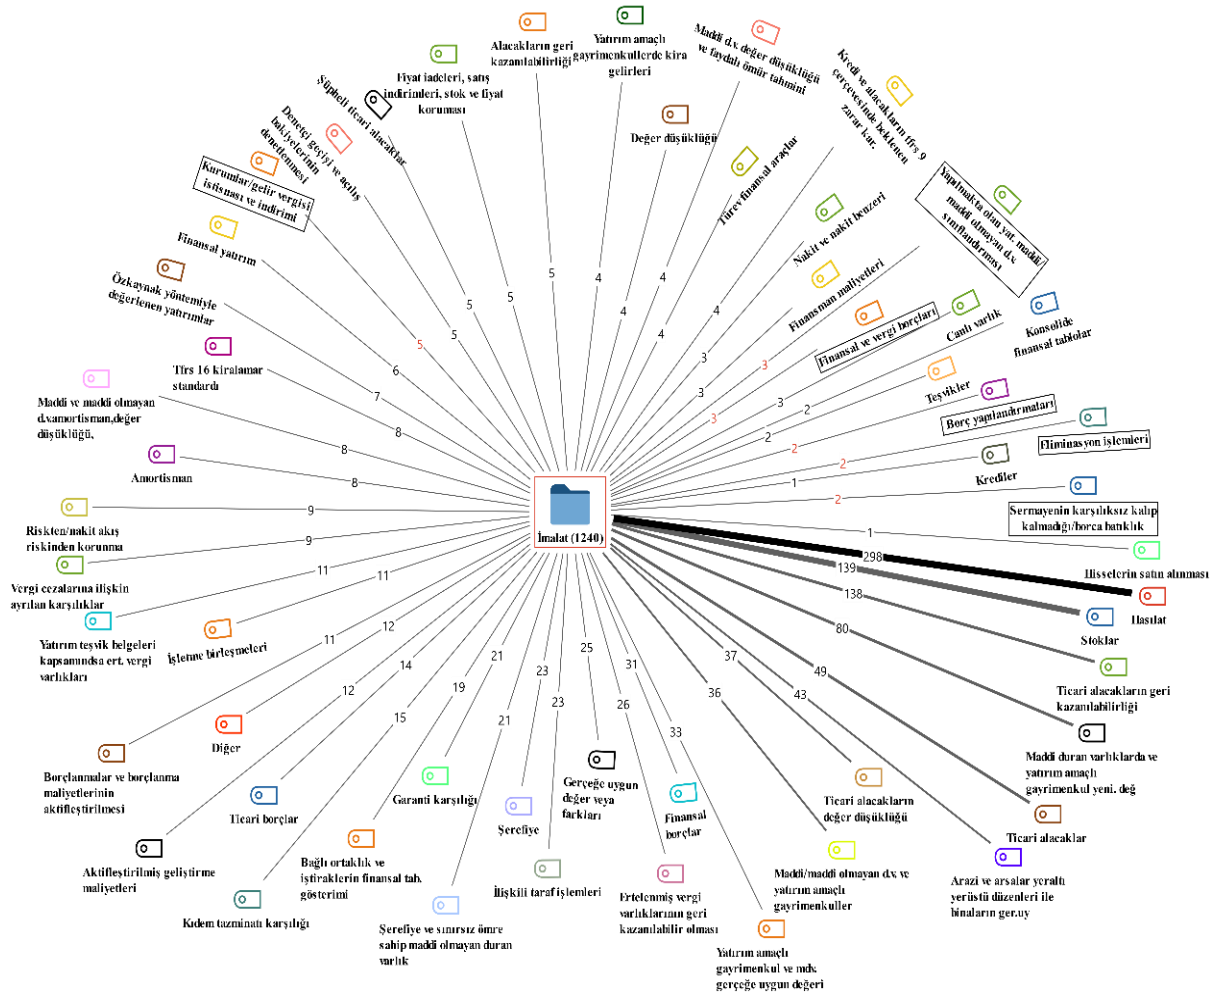 Alacakların geri
kazanılabilirliği
Yatırım amaçlı
gayrimenkullerde kira
gelirleri
Maddi d.v. değer düşüklüğü
ve faydalı ömür tahmini
Kredi ve alacakların tfrs 9
çerçevesinde beklenen
zarar kar.
Fiyat iadeleri, satış
indirimleri, stok ve fiyat
koruması
Şüpheli ticari alacaklar
Denetçi geçişi ve açılış
bakiyelerinin
denetlenmesi
Kurumlar/gelir vergisi
istisnası ve indirimi
Değer düşüklüğü
Türev finansal araçlar
Nakit ve nakit benzeri
Yapılmakta olan yat. maddi/
maddi olmayan d.v.
sınıflandırması
Finansal yatırım
Finansman maliyetleri
Özkaynak yöntemiyle
değerlenen yatırımlar
Finansal ve vergi borçları
Canlı varlık
Konsolide
finansal tablolar
Tfrs 16 kiralamar
standardı
Teşvikler
Maddi ve maddi olmayan
d.v.amortisman,değer
düşüklüğü,
Borç yapılandırmaları
Eliminasyon işlemleri
Amortisman
Krediler
Riskten/nakit akış
riskinden korunma
Sermayenin karşılıksız kalıp
kalmadığı/borca batıklık
İmalat (1240)
Hisselerin satın alınması
Vergi cezalarına ilişkin
ayrılan karşılıklar
Hasılat
Stoklar
Yatırım teşvik belgeleri
kapsamındsa ert. vergi
varlıkları
İşletme birleşmeleri
Ticari alacakların geri
kazanılabilirliği
Diğer
Borçlanmalar ve borçlanma
maliyetlerinin
aktifleştirilmesi
Maddi duran varlıklarda ve
yatırım amaçlı
gayrimenkul yeni. değ
Ticari borçlar
Garanti karşılığı
Şerefiye
Gerçeğe uygun
değer veya
farkları
Finansal
borçlar
Ticari alacakların
değer düşüklüğü
Ticari alacaklar
Aktifleştirilmiş geliştirme
maliyetleri
Bağlı ortaklık ve
iştiraklerin finansal tab.
gösterimi
İlişkili taraf işlemleri
Ertelenmiş vergi
varlıklarının geri
kazanılabilir olması
Maddi/maddi olmayan d.v. ve
yatırım amaçlı
gayrimenkuller
Arazi ve arsalar yeraltı
yerüstü düzenleri ile
binaların ger.uy
Kıdem tazminatı karşılığı
Şerefiye ve sınırsız ömre
sahip maddi olmayan duran
varlık
Yatırım amaçlı
gayrimenkul ve mdv.
gerçeğe uygun değeri
5
4
4
4
4
4
5
5
5
5
6
7
8
8
8
9
9
11
11
11
12
12
14
15
19
21
21
23
23
25
26
31
33
36
37
43
49
80
138
139
298
1
2
1
2
2
2
2
3
3
3
3
3